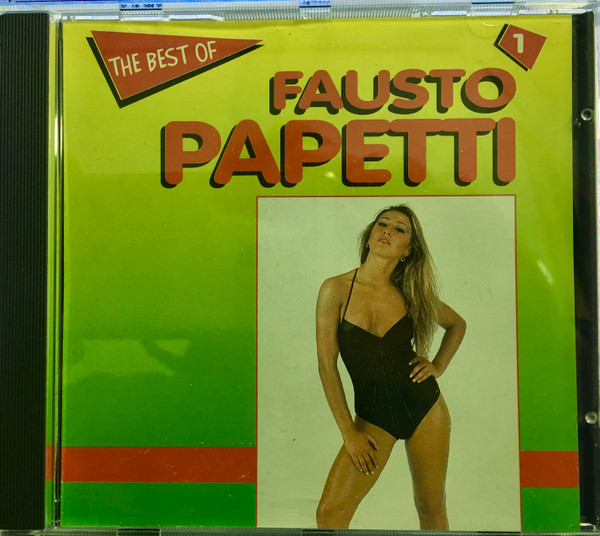 THE BEST OF
1
FAUSTO
PAPETTI